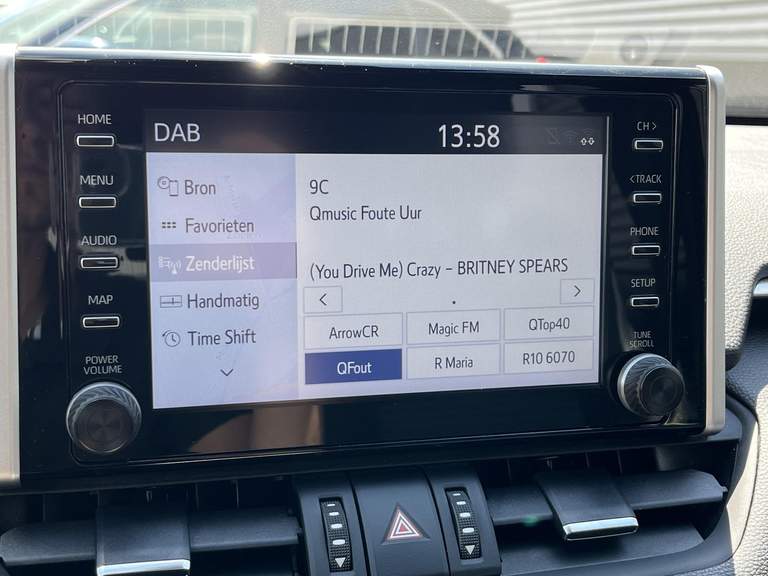 HOME
MENU
AUDIO
MAP
POWER
VOLUME
DAB
13:58
Bron
Favorieten
Zenderlijst
Handmatig
Time Shift
9C
Qmusic Foute Uur
(You Drive Me) Crazy - BRITNEY SPEARS
< >
ArrowCR Magic FM QTop40
QFout R Maria R10 6070
CH >
< TRACK
PHONE
SETUP
TUNE
SCROLL